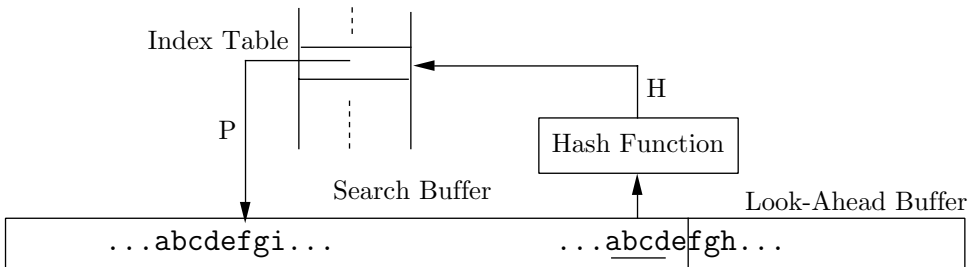 Index Table
H
P
Hash Function
Search Buffer
Look-Ahead Buffer
...abcdefgi... ...abcdefgh...